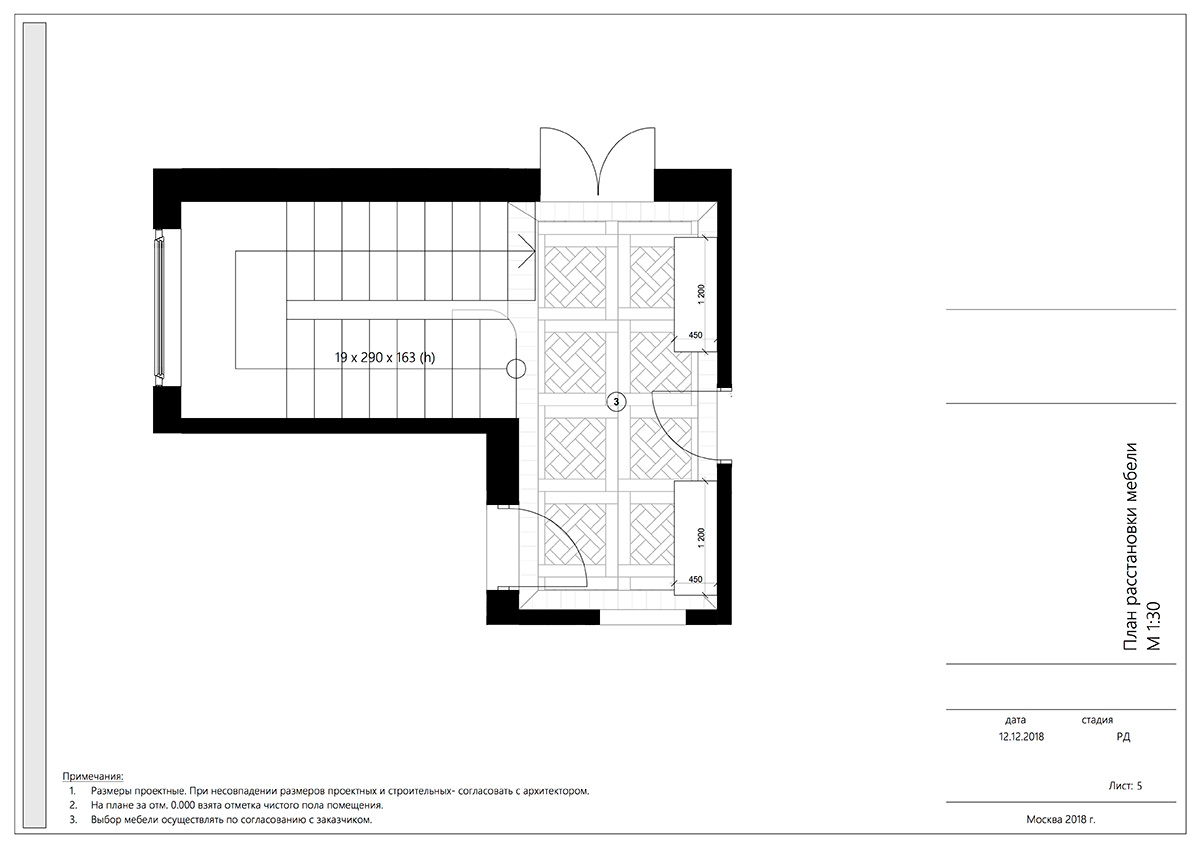 1 200
450
19 x 290 x 163 (h)
3
1 200
450
План расстановки мебели
М 1:30
дата стадия
12.12.2018 РД
Лист: 5
Москва 2018 г.
Примечания:
1. Размеры проектные. При несовпадении размеров проектных и строительных- согласовать с архитектором.
2. На плане за отм. 0.000 взята отметка чистого пола помещения.
3. Выбор мебели осуществлять по согласованию с заказчиком.